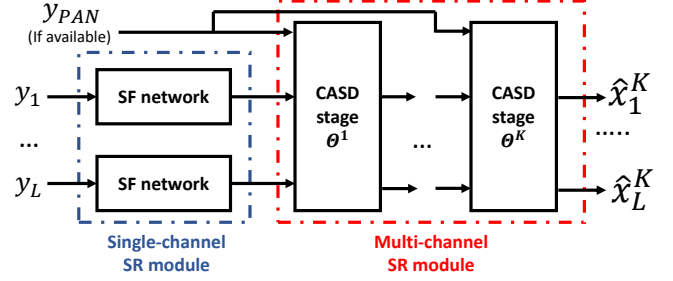 y_PAN
(If available)
y_1
SF network
CASD
stage
Θ^1
...
CASD
stage
Θ^K
x̂_1^K
...
.....
y_L
SF network
x̂_L^K
Single-channel
SR module
Multi-channel
SR module